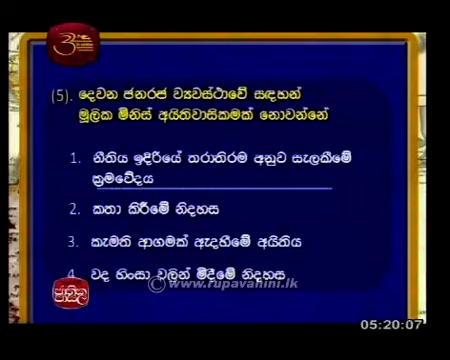 (5). දෙවන ජනරජ ව්‍යවස්ථාවේ සඳහන්
මූලික මිනිස් අයිතිවාසිකමක් නොවන්නේ
1. නීතිය ඉදිරියේ තරාතිරම අනුව සැලකීමේ
ක්‍රමවේදය
2. කතා කිරීමේ නිදහස
3. කැමති ආගමක් ඇදහීමේ අයිතිය
4. වද හිංසා වලින් මිදීමේ නිදහස
©www.rupavahini.lk
05:20:07